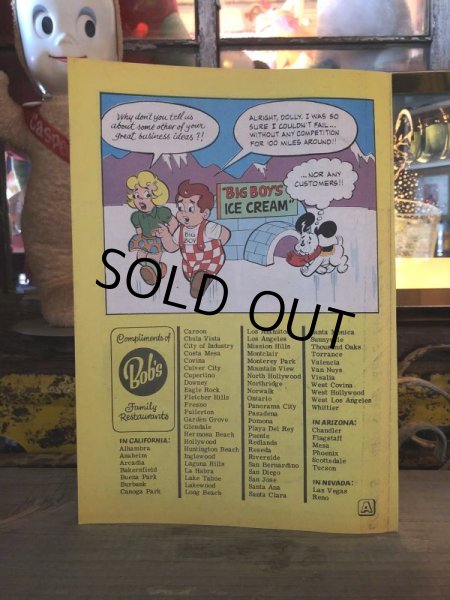 Why don't you tell us
about some other of your
great business ideas?!
ALRIGHT, DOLLY. I WAS SO
SURE I COULDN'T FAIL...
WITHOUT ANY COMPETITION
FOR 100 MILES AROUND!!
...NOR ANY
CUSTOMERS!!
"BIG BOY'S
ICE CREAM"
BIG
BOY
SOLD OUT
Compliments of
Bob's
Family
Restaurants
IN CALIFORNIA:
Alhambra
Anaheim
Arcadia
Bakersfield
Buena Park
Burbank
Canoga Park
Carson
Chula Vista
City of Industry
Costa Mesa
Covina
Culver City
Cupertino
Downey
Eagle Rock
Fletcher Hills
Fresno
Fullerton
Garden Grove
Glendale
Hermosa Beach
Hollywood
Huntington Beach
Inglewood
Laguna Hills
La Habra
Lake Tahoe
Lakewood
Long Beach
Los Alamitos
Los Angeles
Mission Hills
Montclair
Monterey Park
Mountain View
North Hollywood
Northridge
Norwalk
Ontario
Panorama City
Pasadena
Pomona
Playa Del Rey
Puente
Redlands
Reseda
Riverside
San Bernardino
San Diego
San Jose
Santa Ana
Santa Clara
Santa Monica
Sunnyvale
Thousand Oaks
Torrance
Valencia
Van Nuys
Visalia
West Covina
West Hollywood
West Los Angeles
Whittier
IN ARIZONA:
Chandler
Flagstaff
Mesa
Phoenix
Scottsdale
Tucson
IN NEVADA:
Las Vegas
Reno
A